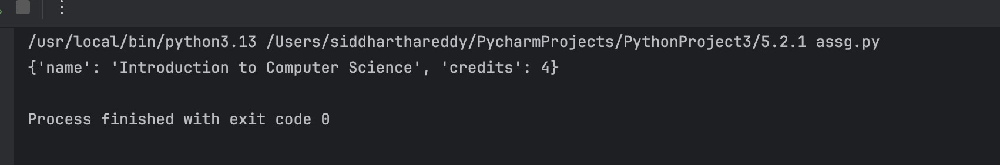 /usr/local/bin/python3.13 /Users/siddharthareddy/PycharmProjects/PythonProject3/5.2.1 assg.py
{'name': 'Introduction to Computer Science', 'credits': 4}
Process finished with exit code 0